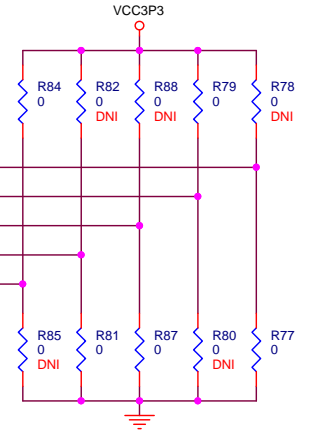 VCC3P3
R84 R82 R88 R79 R78
0 0 0 0 0
DNI DNI DNI
R85 R81 R87 R80 R77
0 0 0 0 0
DNI DNI